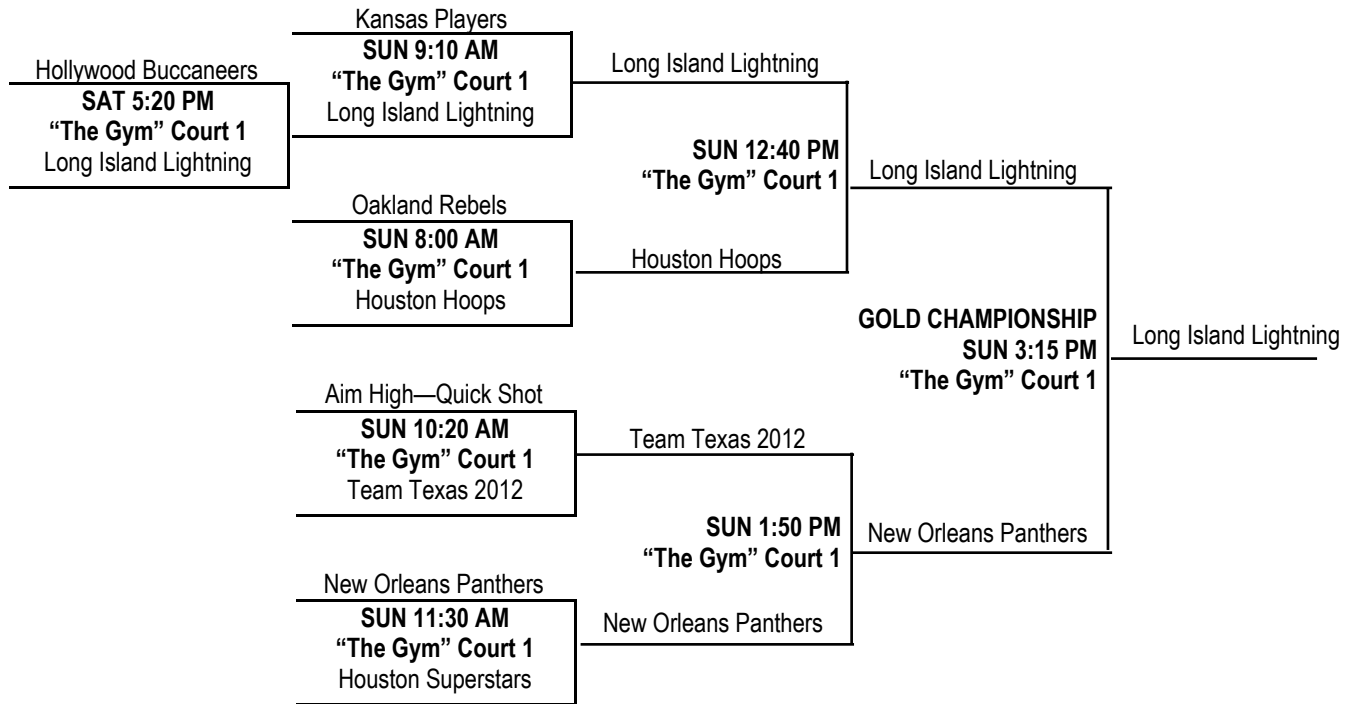 Hollywood Buccaneers
SAT 5:20 PM
“The Gym” Court 1
Long Island Lightning
Kansas Players
SUN 9:10 AM
“The Gym” Court 1
Long Island Lightning
Oakland Rebels
SUN 8:00 AM
“The Gym” Court 1
Houston Hoops
Aim High—Quick Shot
SUN 10:20 AM
“The Gym” Court 1
Team Texas 2012
New Orleans Panthers
SUN 11:30 AM
“The Gym” Court 1
Houston Superstars
Long Island Lightning
SUN 12:40 PM
“The Gym” Court 1
Houston Hoops
Team Texas 2012
SUN 1:50 PM
“The Gym” Court 1
New Orleans Panthers
Long Island Lightning
GOLD CHAMPIONSHIP
SUN 3:15 PM
“The Gym” Court 1
New Orleans Panthers
Long Island Lightning